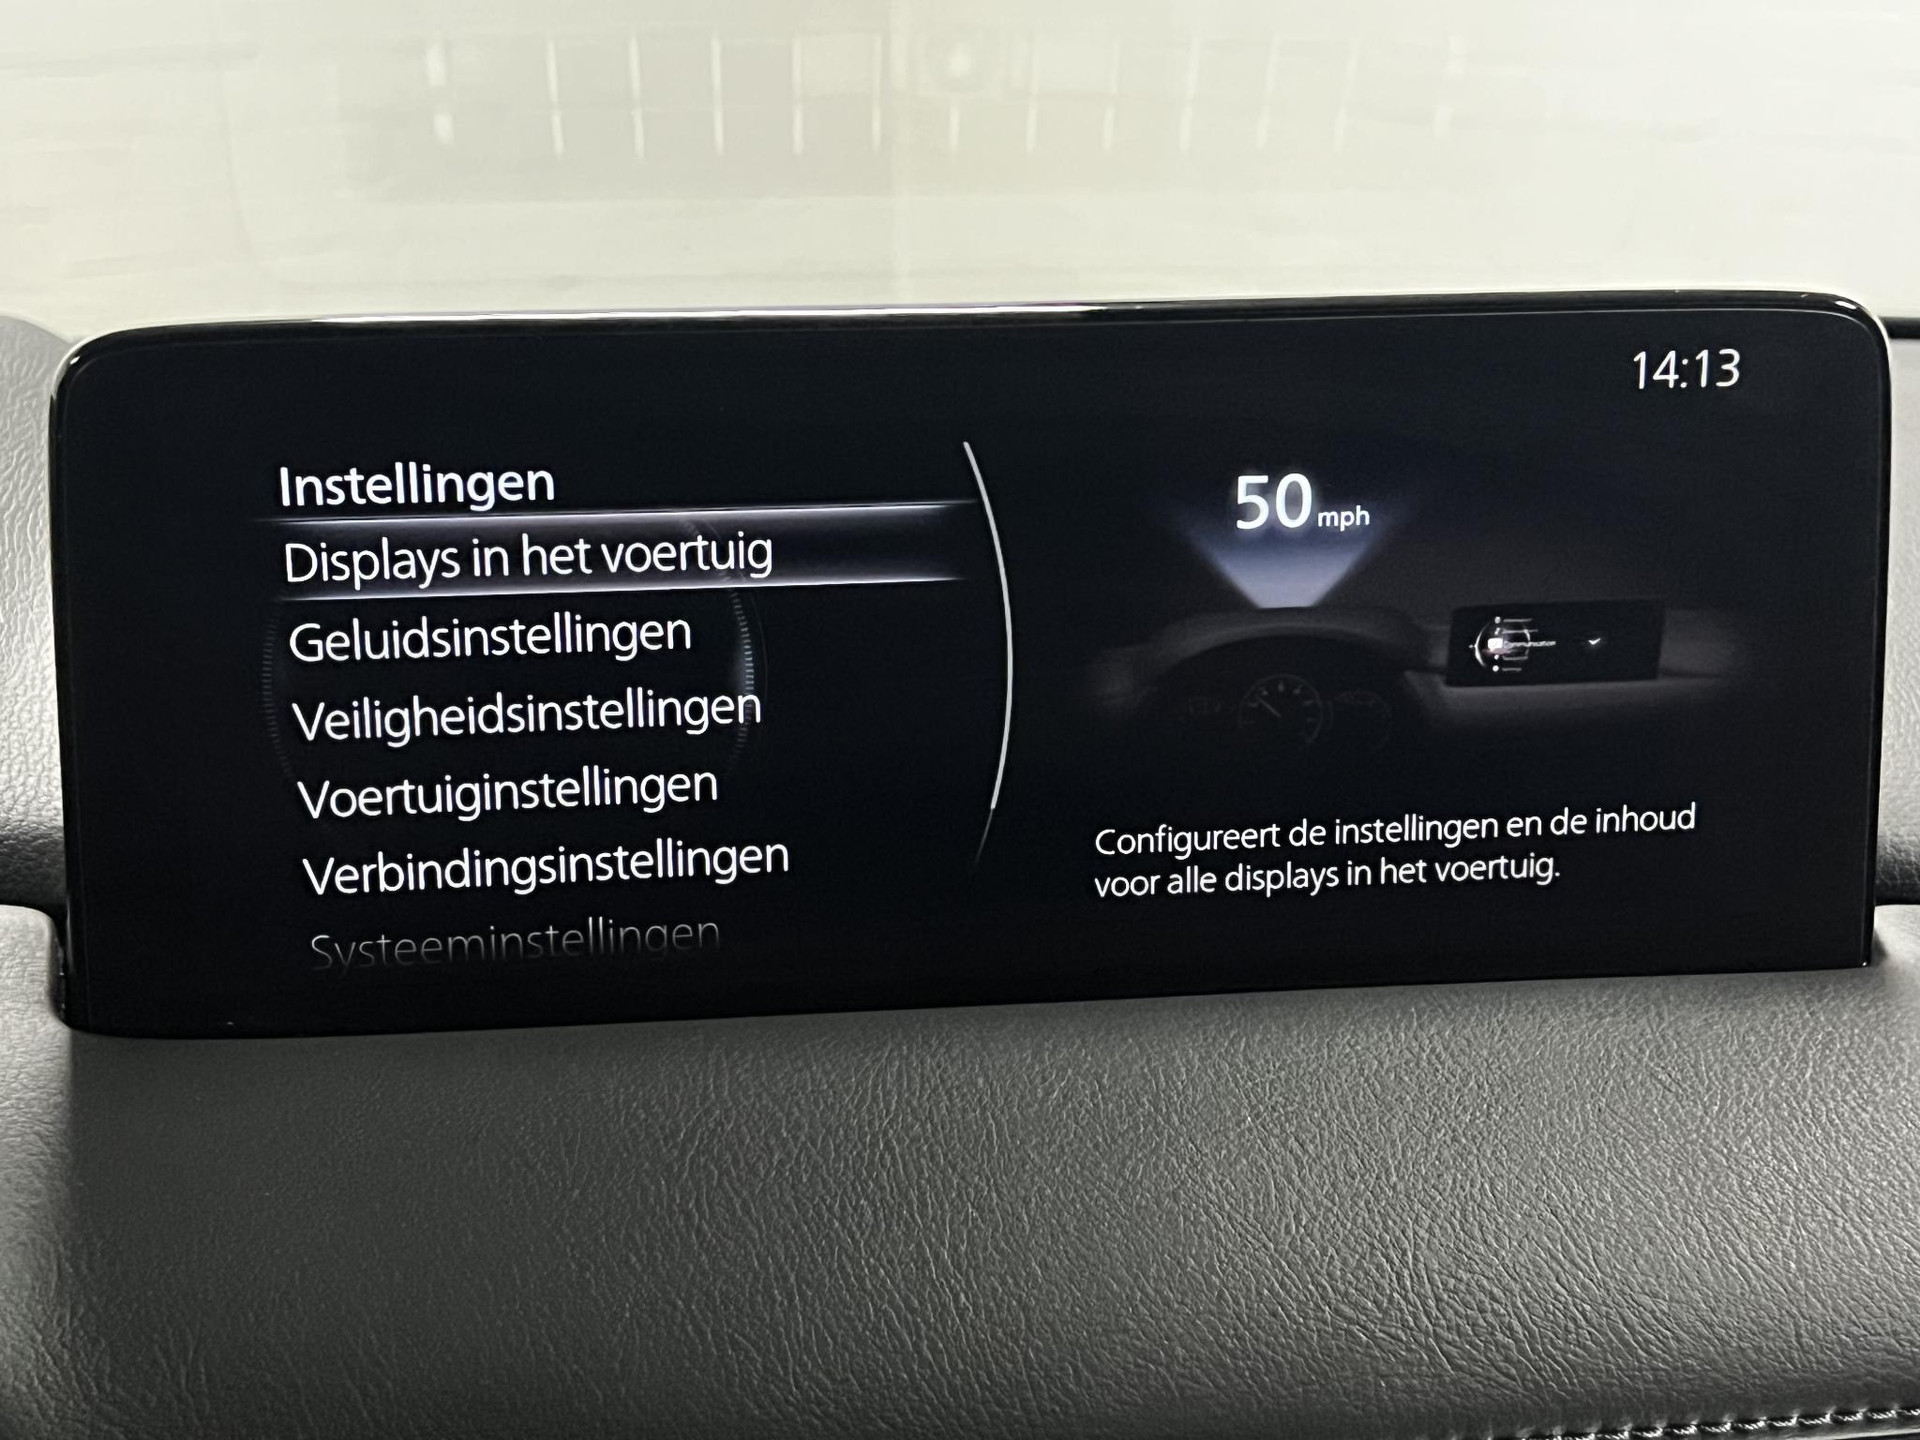 14:13
Instellingen
Displays in het voertuig
Geluidsinstellingen
Veiligheidsinstellingen
Voertuiginstellingen
Verbindingsinstellingen
Systeeminstellingen
50 mph
Communication
Configureert de instellingen en de inhoud
voor alle displays in het voertuig.